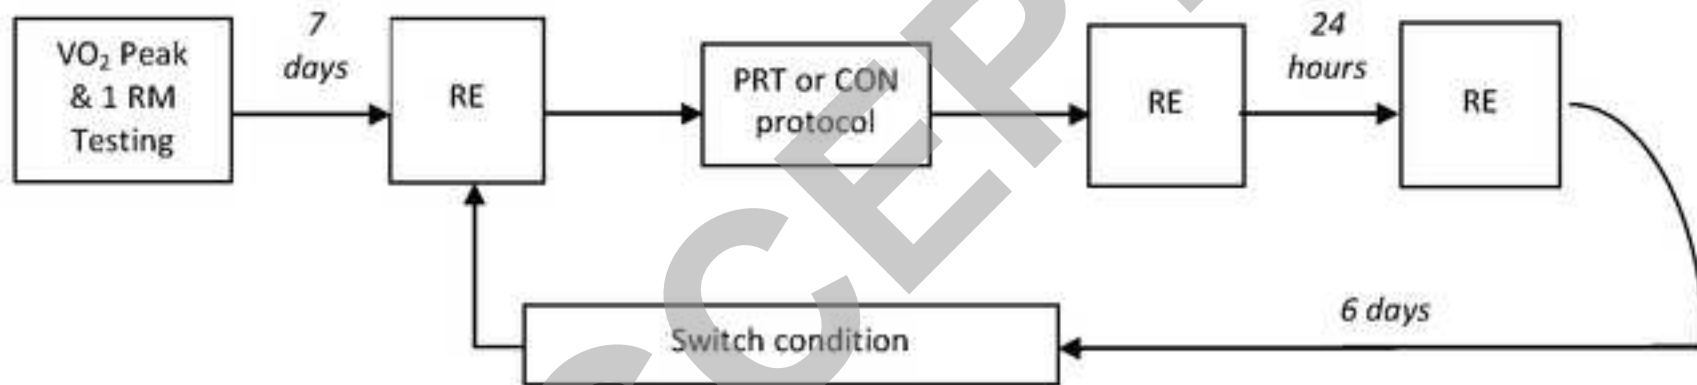 VO₂ Peak
& 1 RM
Testing
7
days
RE
PRT or CON
protocol
RE
24
hours
RE
Switch condition
6 days